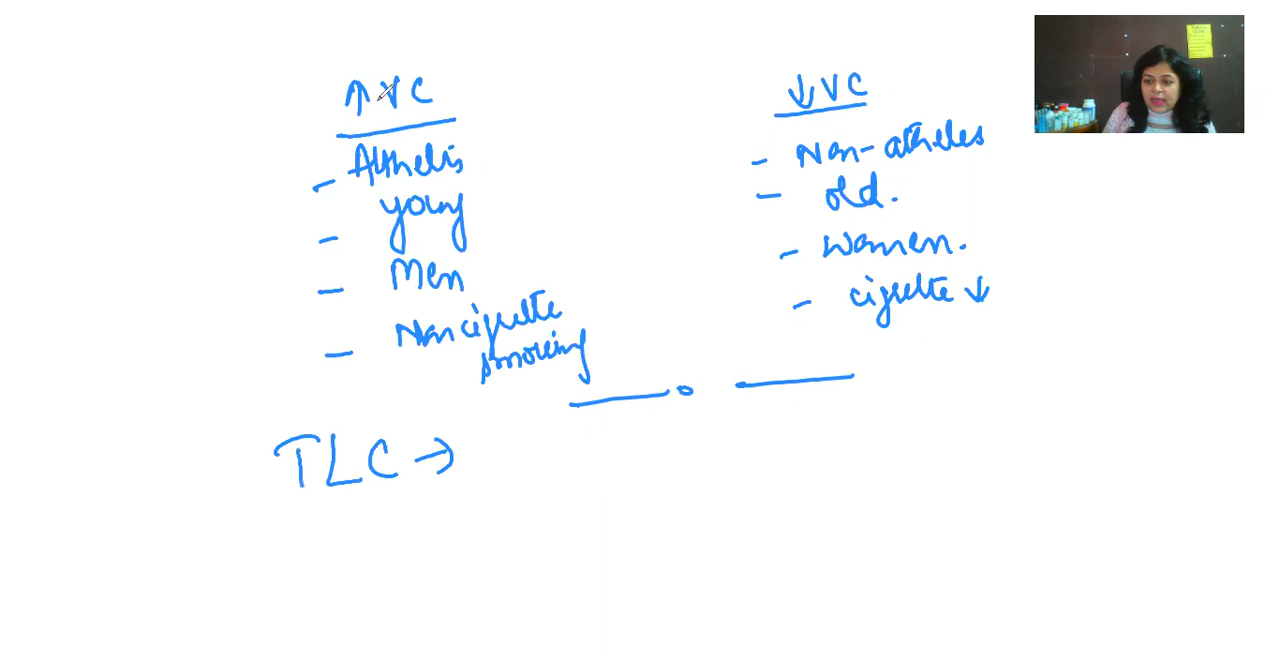 ↑ VC
- Athelis
- young
- Men
- Non cigrette
smoking
↓ VC
- Non-atheles
- old.
- women.
- cigrette ↓
TLC →